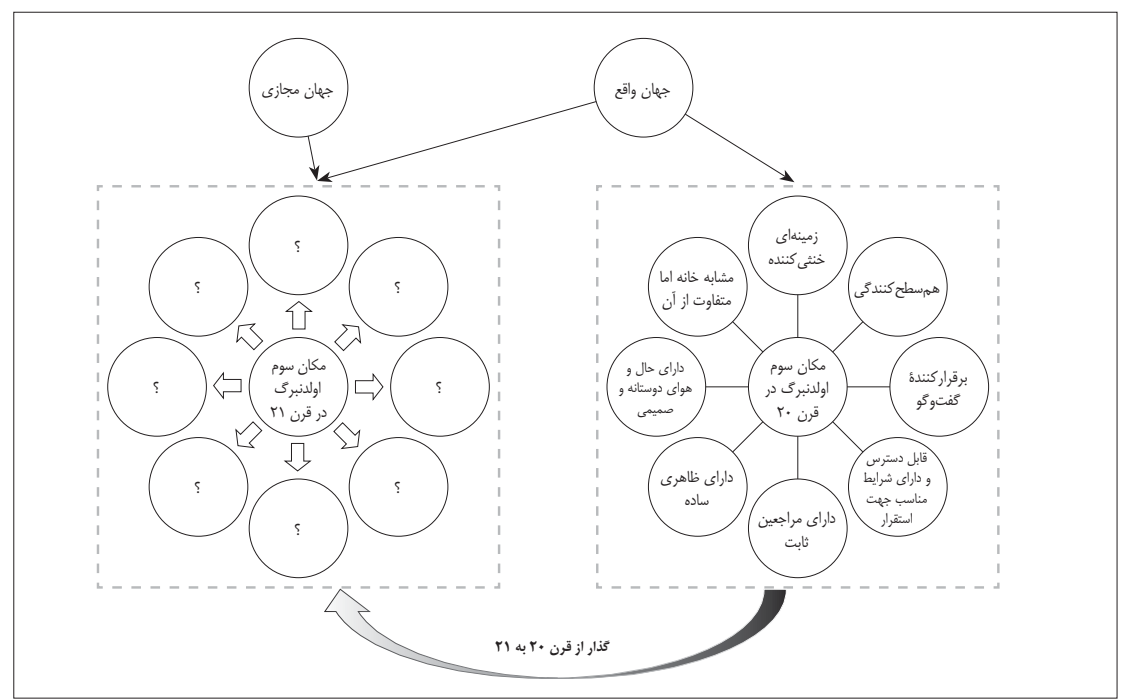 جهان واقع
جهان مجازی
زمینه‌ای
خنثی‌کننده
هم‌سطح‌کنندگی
برقرارکنندهٔ
گفت‌وگو
قابل دسترس
و دارای شرایط
مناسب جهت
استقرار
دارای مراجعین
ثابت
دارای ظاهری
ساده
دارای حال و
هوای دوستانه و
صمیمی
مشابه خانه اما
متفاوت از آن
مکان سوم
اولدنبرگ در
قرن ۲۰
؟
؟
؟
؟
؟
؟
؟
؟
مکان سوم
اولدنبرگ
در قرن ۲۱
گذار از قرن ۲۰ به ۲۱